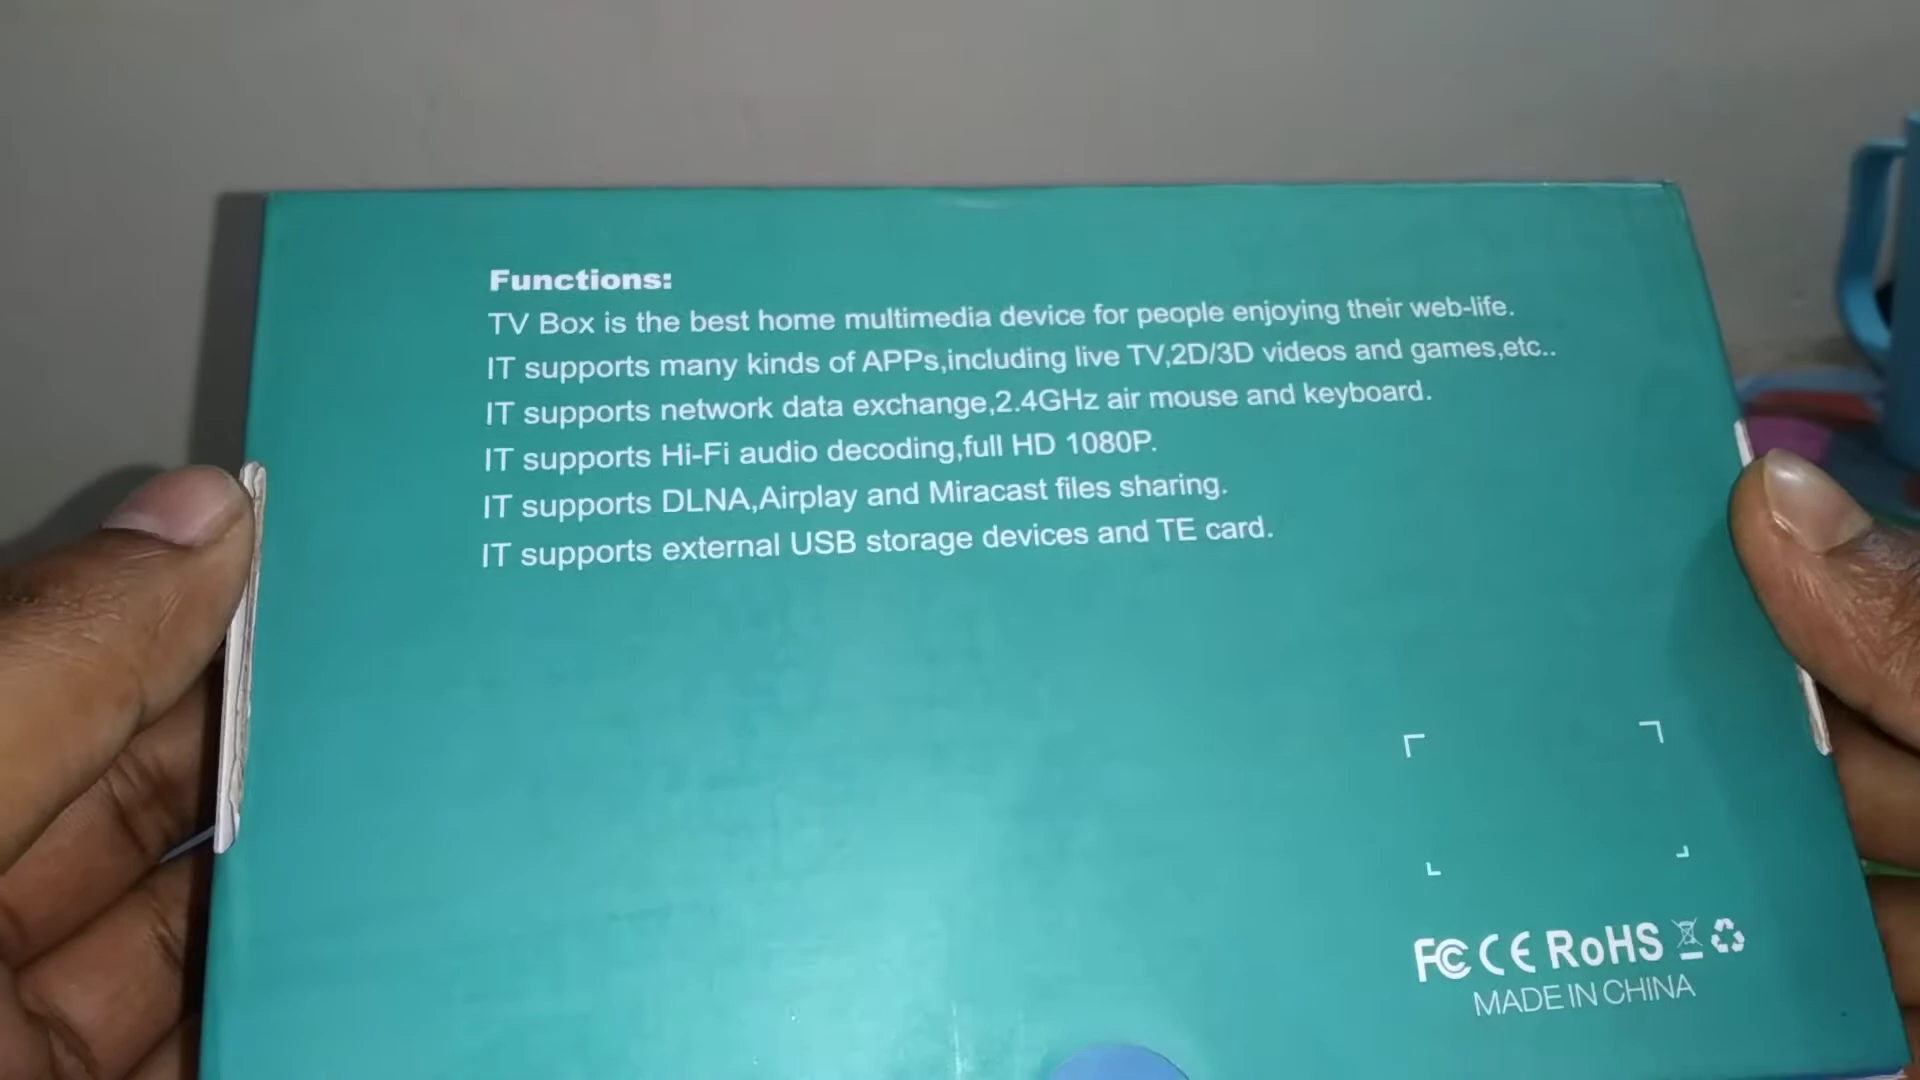 Functions:
TV Box is the best home multimedia device for people enjoying their web-life.
IT supports many kinds of APPs,including live TV,2D/3D videos and games,etc..
IT supports network data exchange,2.4GHz air mouse and keyboard.
IT supports Hi-Fi audio decoding,full HD 1080P.
IT supports DLNA,Airplay and Miracast files sharing.
IT supports external USB storage devices and TE card.
FC CE RoHS
MADE IN CHINA